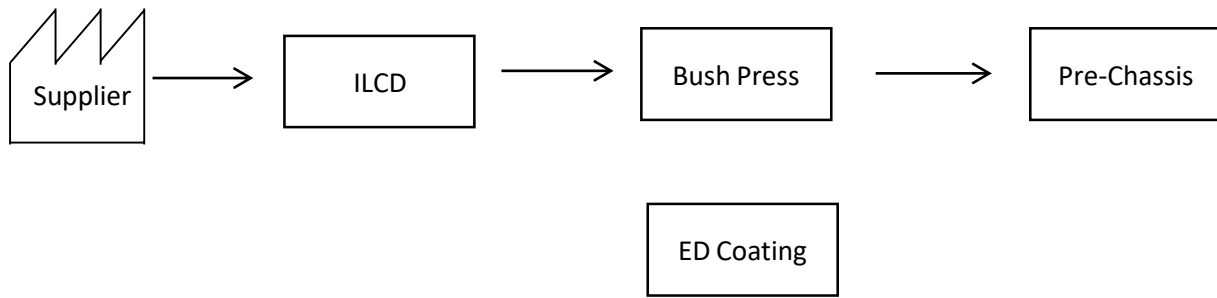 Supplier
ILCD
Bush Press
Pre-Chassis
ED Coating